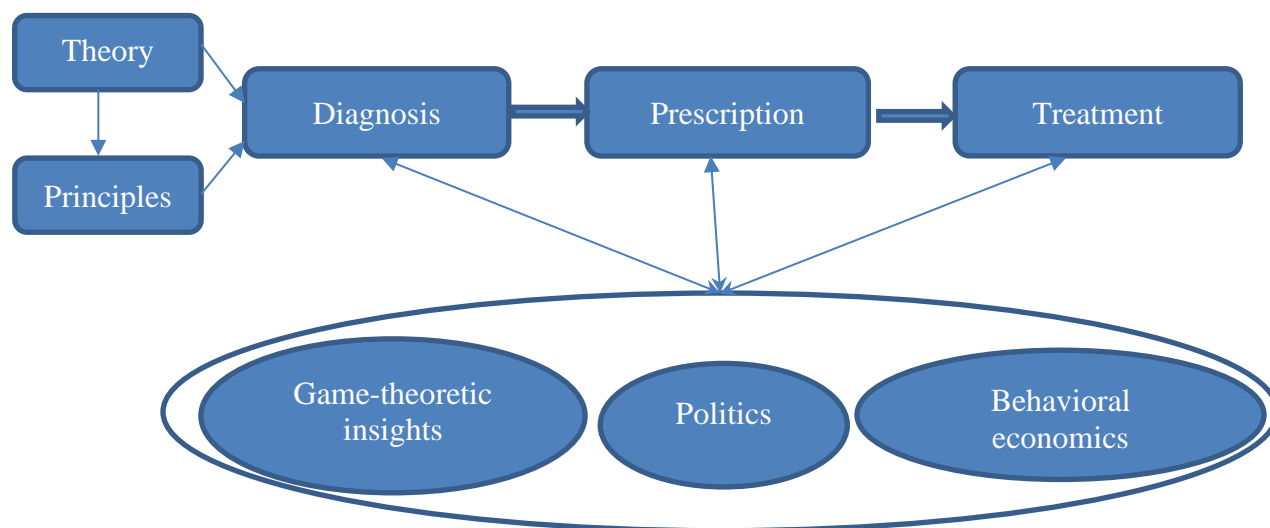 Theory
Principles
Diagnosis
Prescription
Treatment
Game-theoretic
insights
Politics
Behavioral
economics